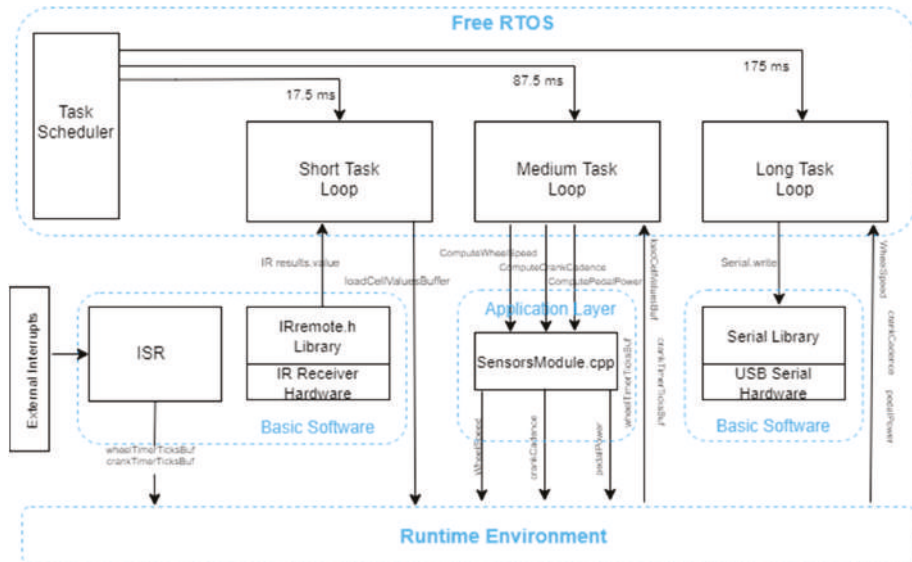 Free RTOS
Task
Scheduler
17.5 ms
87.5 ms
175 ms
Short Task
Loop
Medium Task
Loop
Long Task
Loop
IR results.value
loadCellValuesBuffer
ComputeWheelSpeed
ComputeCrankCadence
ComputePedalPower
loadCellValuesBuf
Serial.write
WheelSpeed
crankCadence
pedalPower
External Interrupts
ISR
IRremote.h
Library
IR Receiver
Hardware
Basic Software
Application Layer
SensorsModule.cpp
wheelTimerTicksBuf
crankTimerTicksBuf
Serial Library
USB Serial
Hardware
Basic Software
wheelTimerTicksBuf
crankTimerTicksBuf
WheelSpeed
crankCadence
pedalPower
Runtime Environment